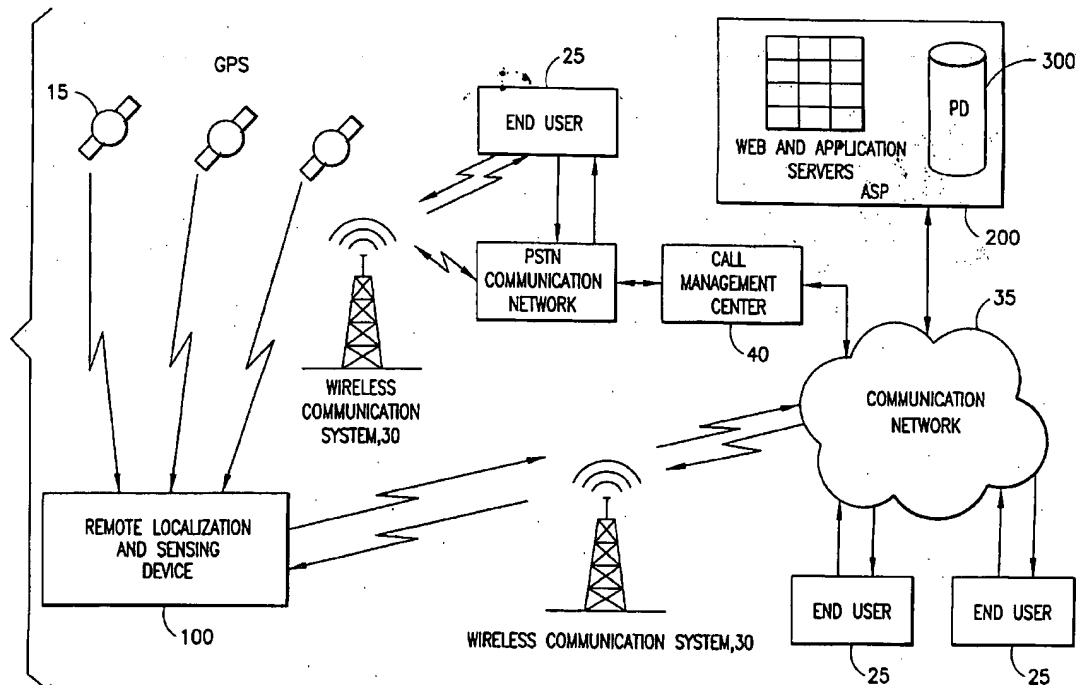 GPS
15
25
END USER
300
PD
WEB AND APPLICATION
SERVERS
ASP
200
PSTN
COMMUNICATION
NETWORK
CALL
MANAGEMENT
CENTER
40
35
COMMUNICATION
NETWORK
WIRELESS
COMMUNICATION
SYSTEM,30
REMOTE LOCALIZATION
AND SENSING
DEVICE
100
WIRELESS COMMUNICATION SYSTEM,30
END USER
25
END USER
25